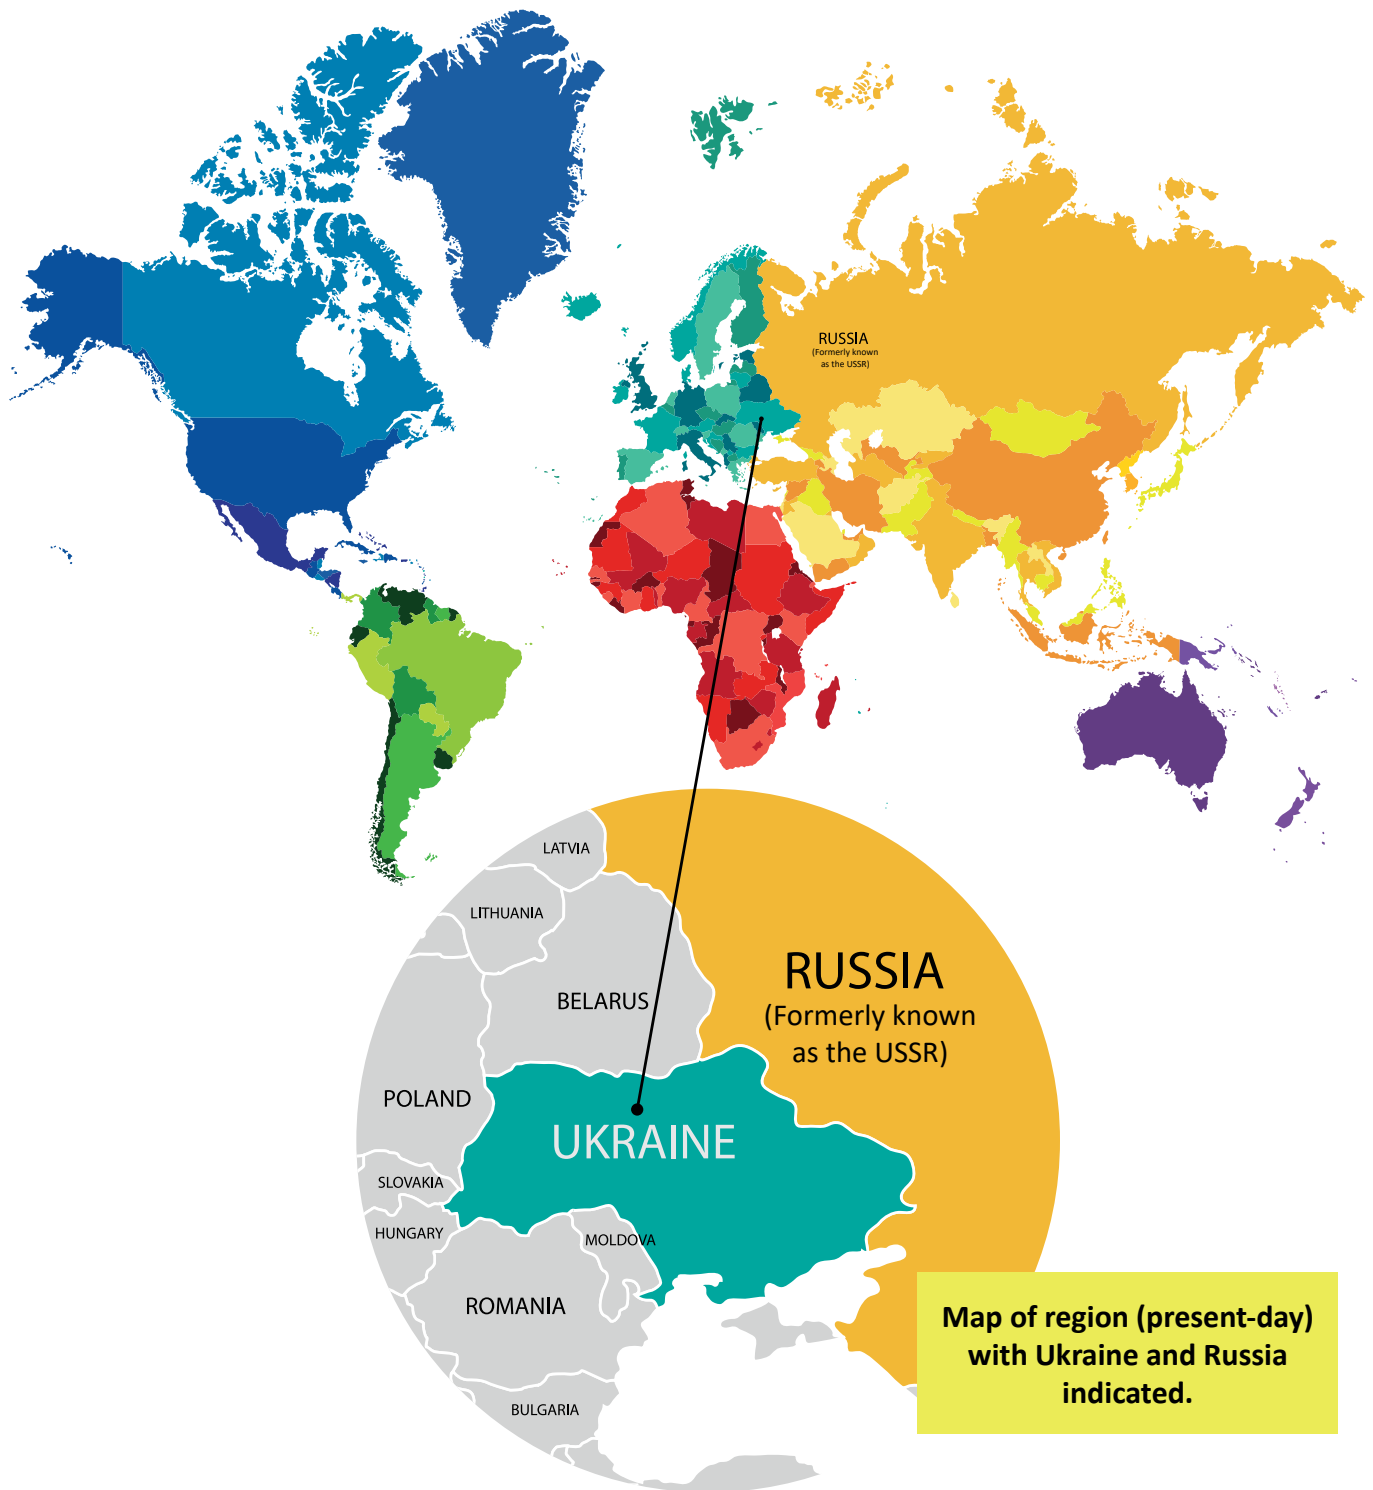 RUSSIA
(Formerly known
as the USSR)
LATVIA
LITHUANIA
RUSSIA
(Formerly known
as the USSR)
BELARUS
POLAND
UKRAINE
SLOVAKIA
HUNGARY
MOLDOVA
ROMANIA
BULGARIA
Map of region (present-day)
with Ukraine and Russia
indicated.